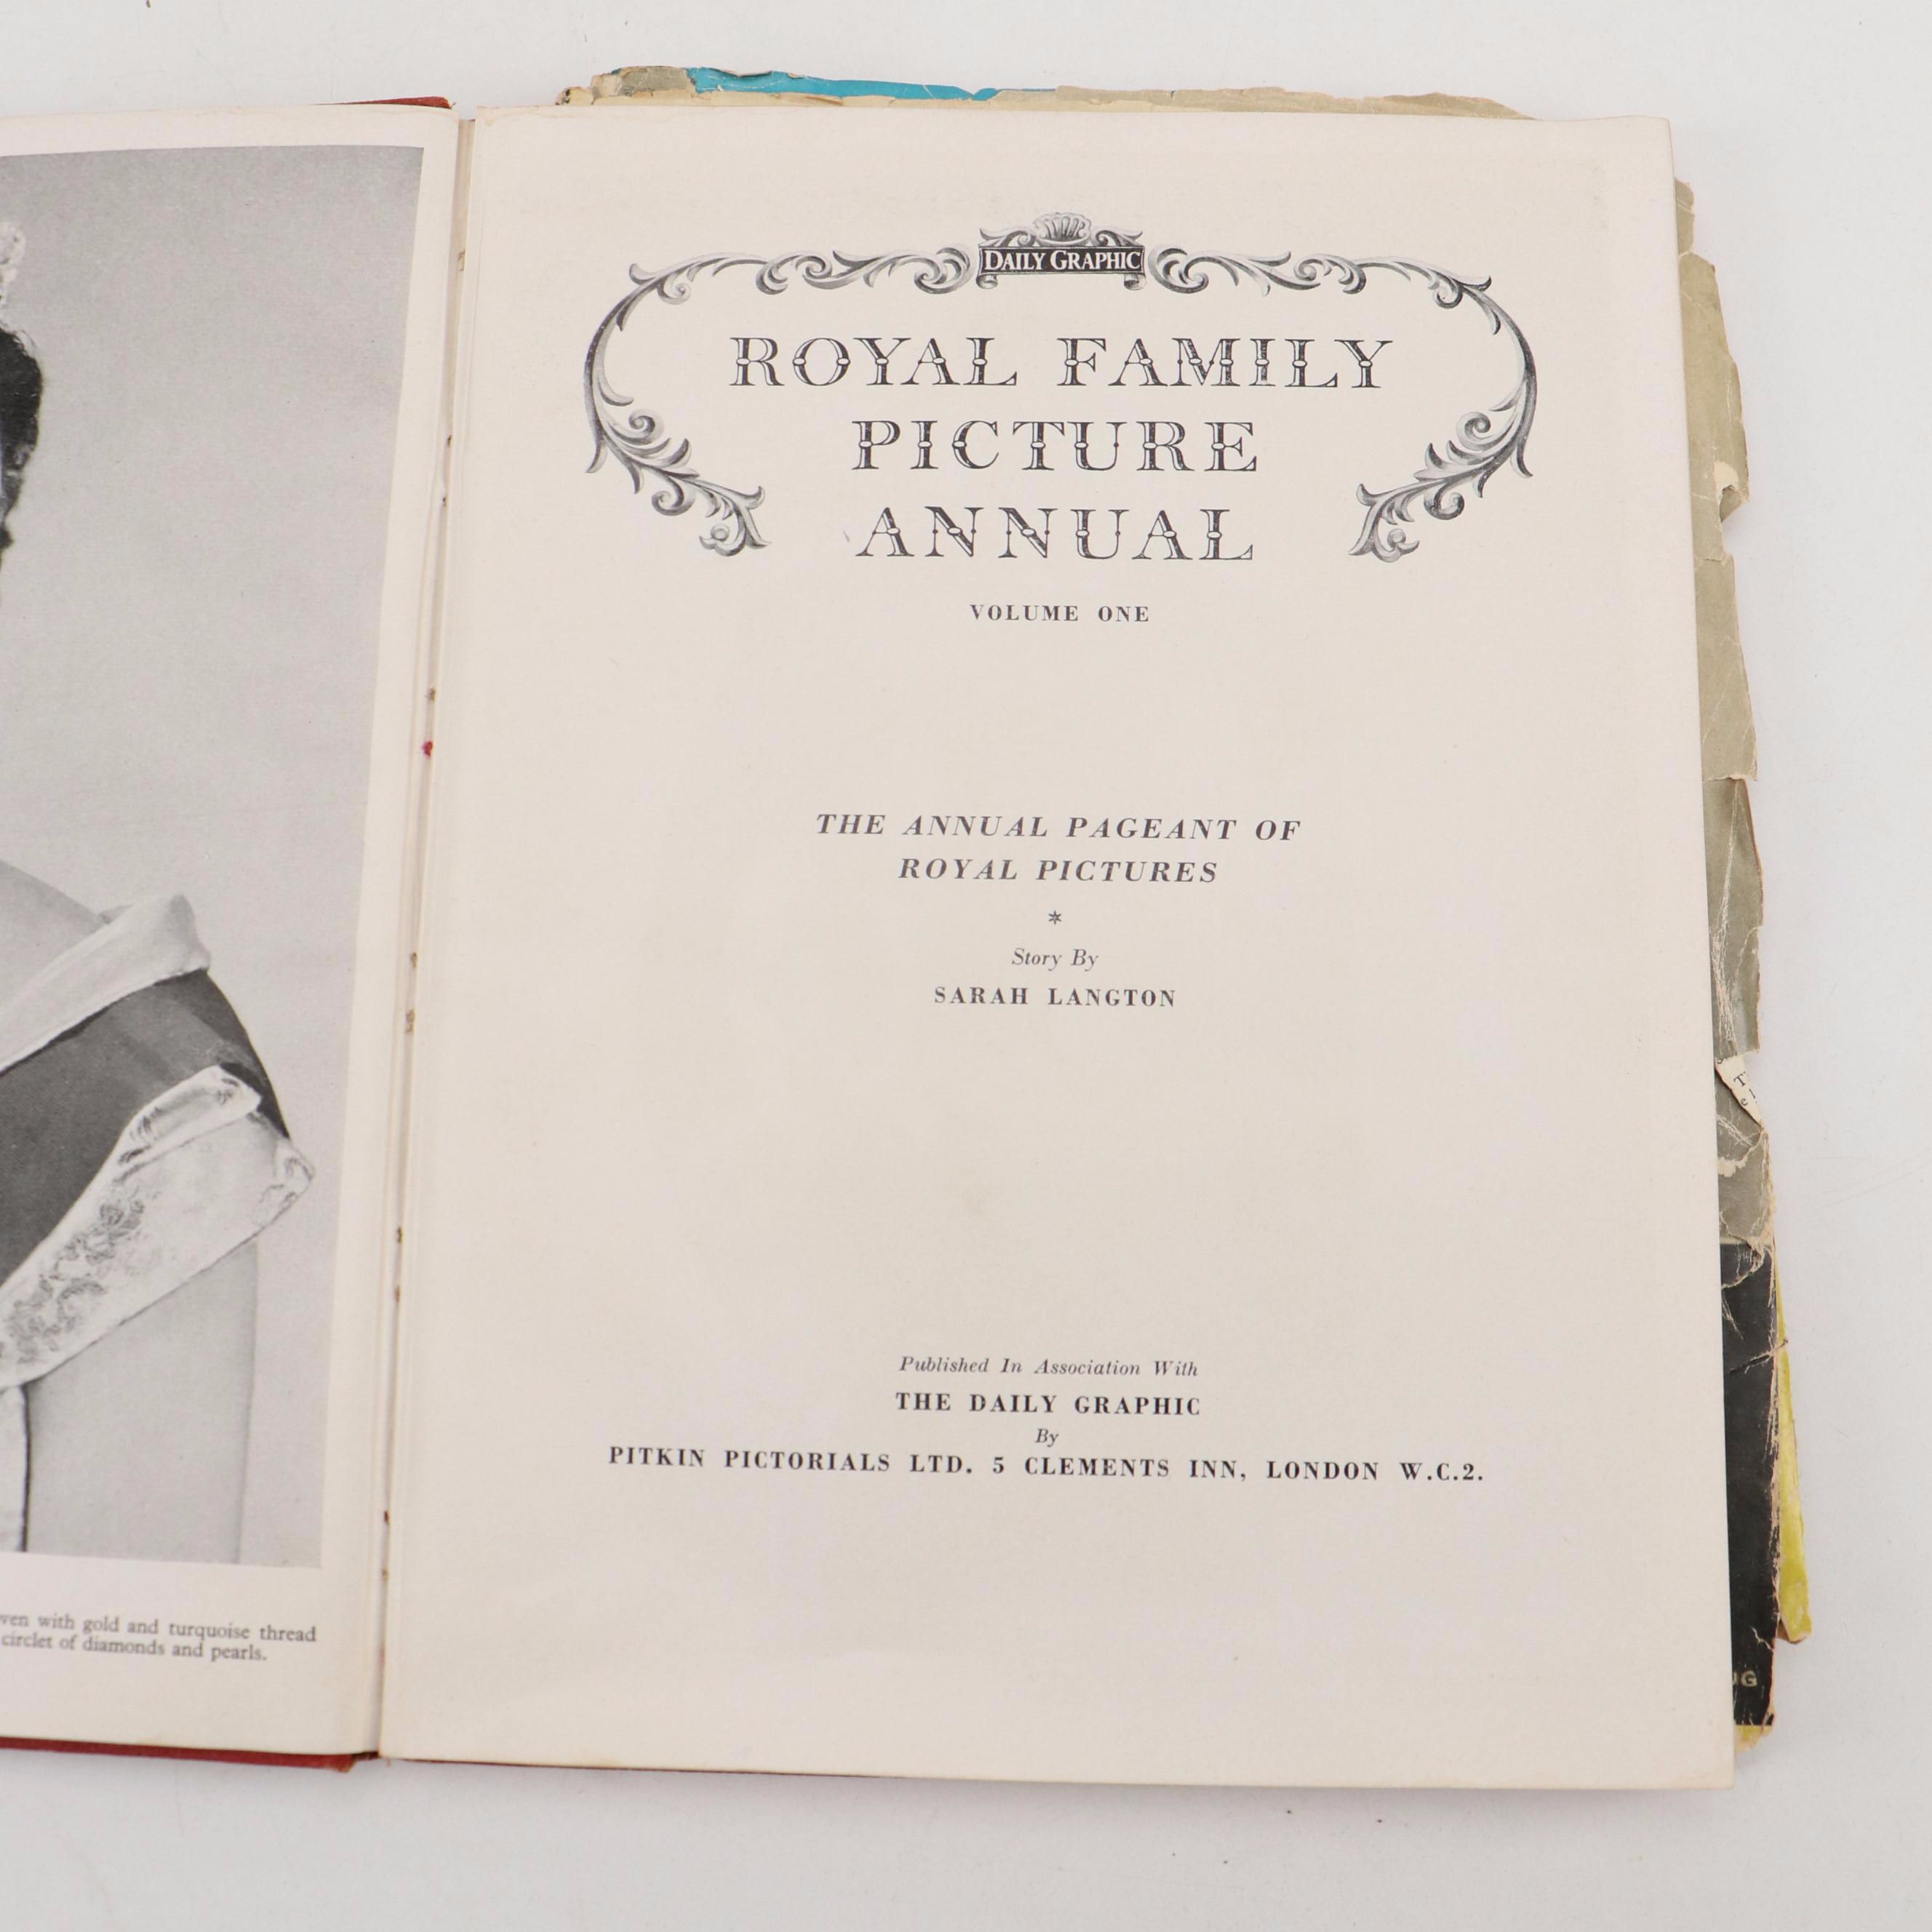 DAILY GRAPHIC
ROYAL FAMILY
PICTURE
ANNUAL
VOLUME ONE
THE ANNUAL PAGEANT OF
ROYAL PICTURES
*
Story By
SARAH LANGTON
Published In Association With
THE DAILY GRAPHIC
By
PITKIN PICTORIALS LTD. 5 CLEMENTS INN, LONDON W.C.2.
ven with gold and turquoise thread
circlet of diamonds and pearls.